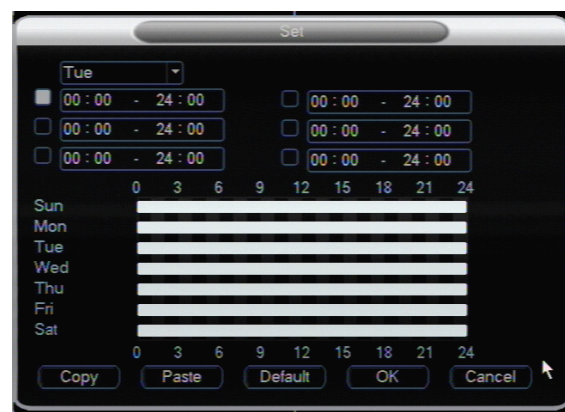 Set
Tue
00 : 00 - 24 : 00 00 : 00 - 24 : 00
00 : 00 - 24 : 00 00 : 00 - 24 : 00
00 : 00 - 24 : 00 00 : 00 - 24 : 00
0 3 6 9 12 15 18 21 24
Sun
Mon
Tue
Wed
Thu
Fri
Sat
0 3 6 9 12 15 18 21 24
Copy Paste Default OK Cancel